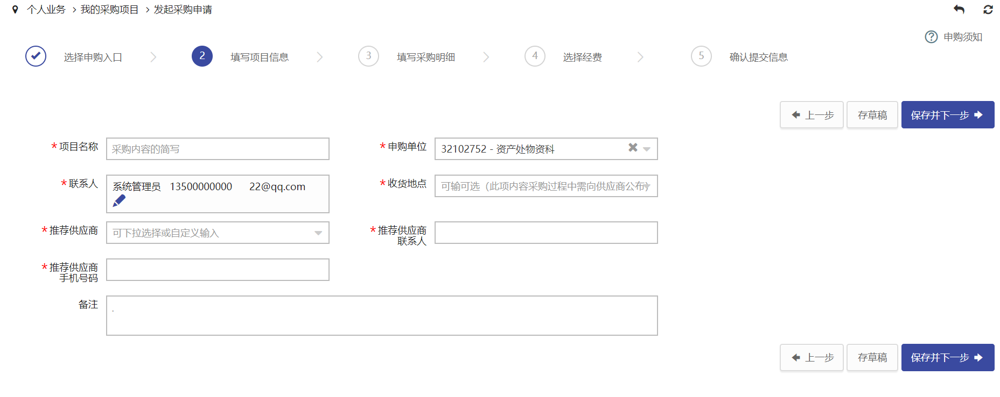 个人业务 > 我的采购项目 > 发起采购申请
申购须知
选择申购入口
2 填写项目信息
3 填写采购明细
4 选择经费
5 确认提交信息
上一步 存草稿 保存并下一步
*项目名称 采购内容的简写 *申购单位 32102752 - 资产处物资科
*联系人 系统管理员 13500000000 22@qq.com *收货地点 可输可选（此项内容采购过程中需向供应商公布）
*推荐供应商 可下拉选择或自定义输入 *推荐供应商
联系人
*推荐供应商
手机号码
备注 .
上一步 存草稿 保存并下一步